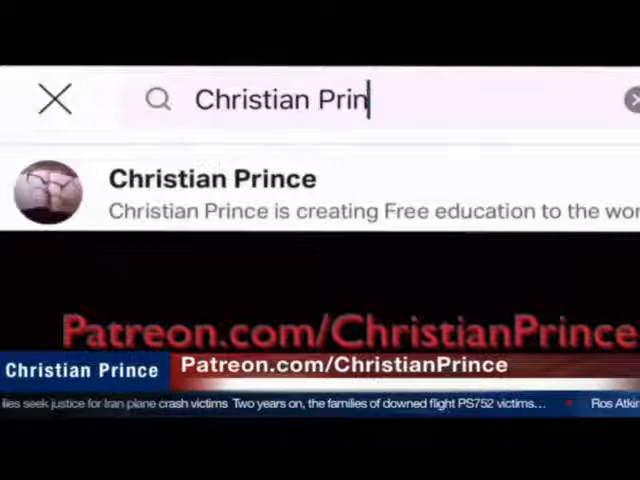 Christian Prin
Christian Prince
Christian Prince is creating Free education to the wor
Patreon.com/ChristianPrince
Christian Prince
Patreon.com/ChristianPrince
lies seek justice for Iran plane crash victims Two years on, the families of downed flight PS752 victims... Ros Atki